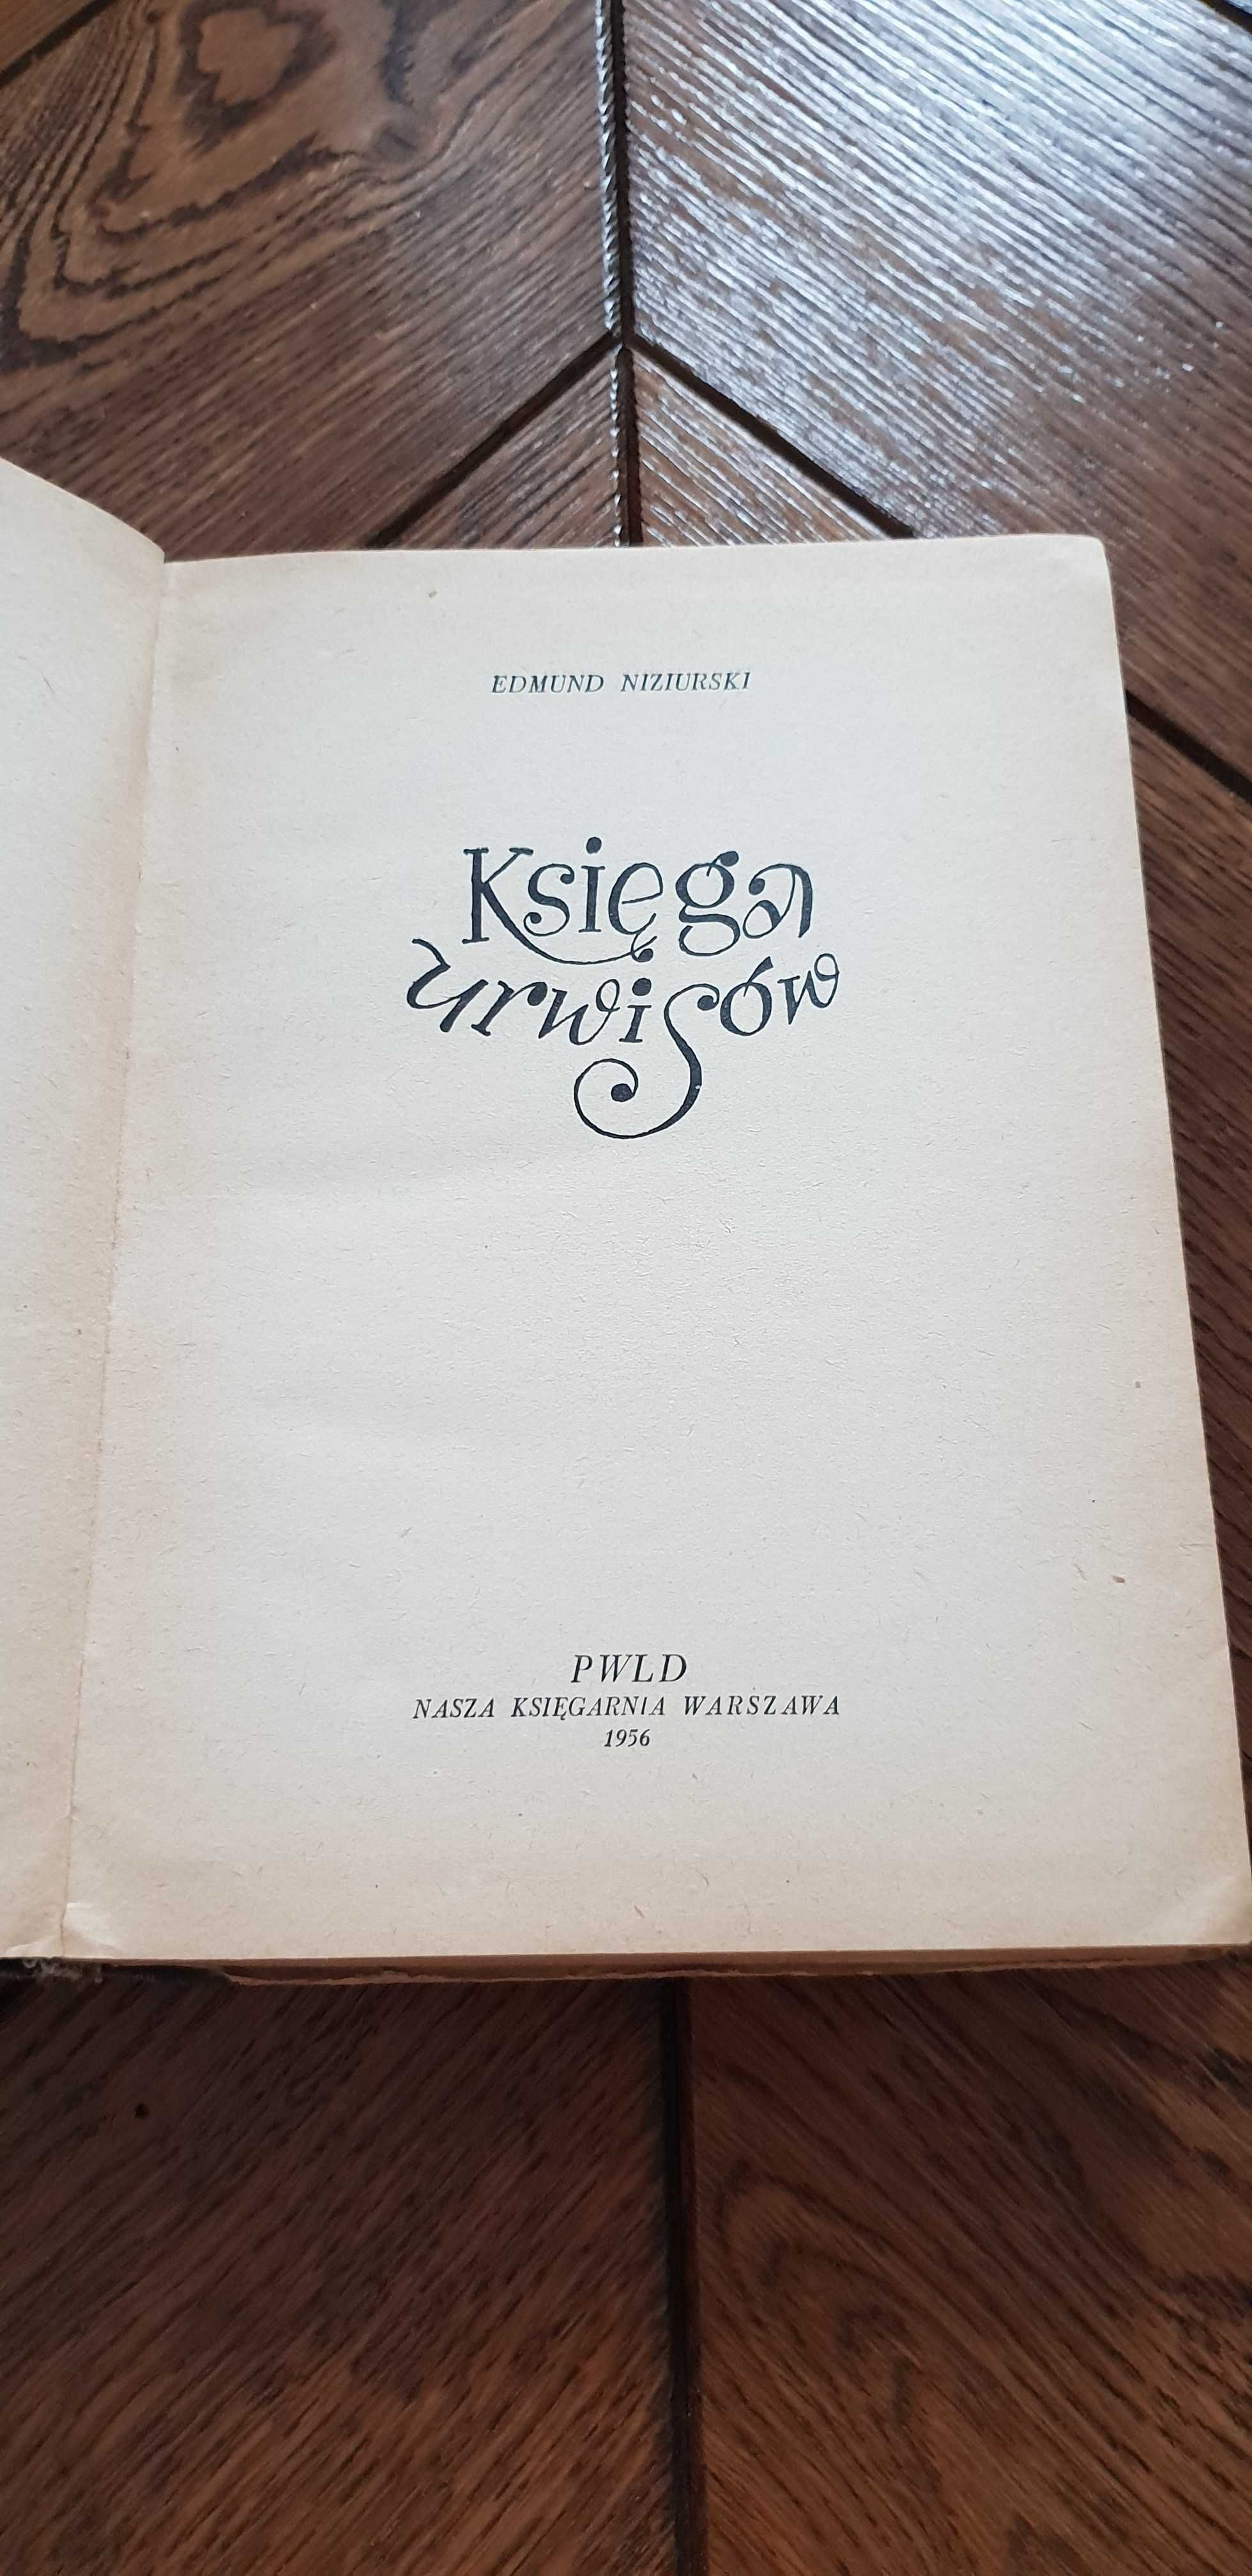 EDMUND NIZIURSKI
Księga
urwisów
PWLD
NASZA KSIĘGARNIA WARSZAWA
1956